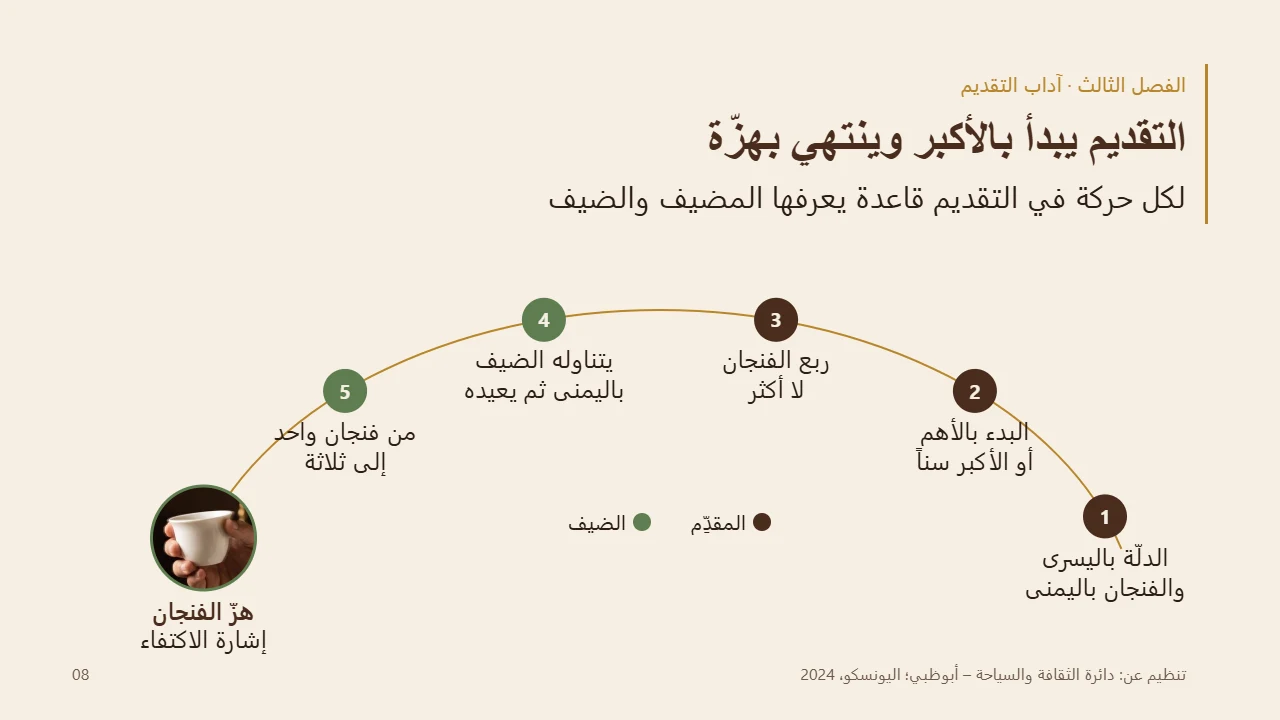 الفصل الثالث · آداب التقديم
التقديم يبدأ بالأكبر وينتهي بهزّة
لكل حركة في التقديم قاعدة يعرفها المضيف والضيف
1
الدلّة باليسرى
والفنجان باليمنى
2
البدء بالأهم
أو الأكبر سناً
3
ربع الفنجان
لا أكثر
4
يتناوله الضيف
باليمنى ثم يعيده
5
من فنجان واحد
إلى ثلاثة
هزّ الفنجان
إشارة الاكتفاء
المقدِّم
الضيف
تنظيم عن: دائرة الثقافة والسياحة – أبوظبي؛ اليونسكو، 2024
08